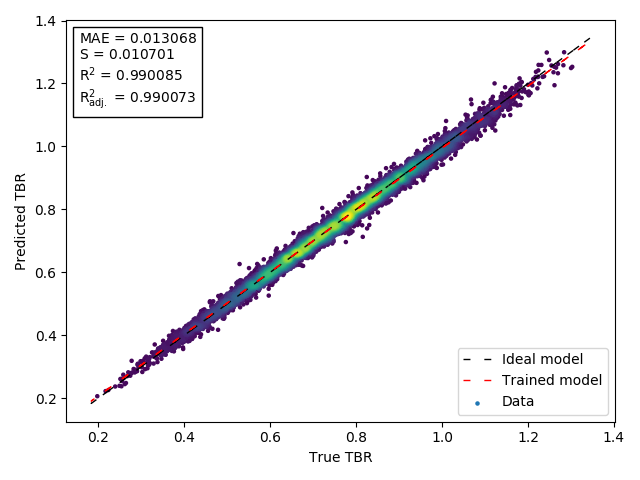 MAE = 0.013068
S = 0.010701
R² = 0.990085
R²adj. = 0.990073
1.4
1.2
1.0
0.8
0.6
0.4
0.2
Predicted TBR
Ideal model
Trained model
Data
0.2 0.4 0.6 0.8 1.0 1.2 1.4
True TBR